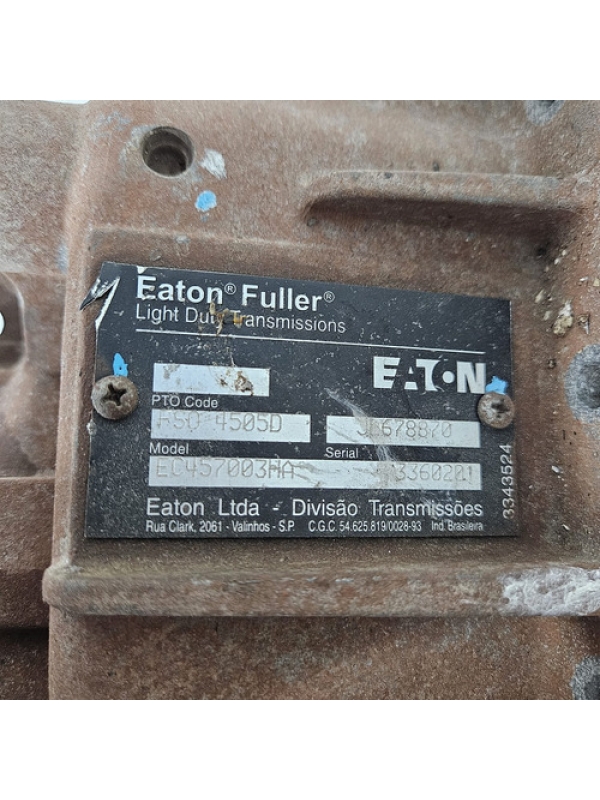 Eaton® Fuller®
Light Duty Transmissions
EATON
PTO Code
4505D
Model
Serial
EC457003HA 3360201
Eaton Ltda - Divisão Transmissões
Rua Clark, 2061 - Valinhos - S.P. C.G.C. 54.625.819/0028-93 Ind. Brasileira
3343524